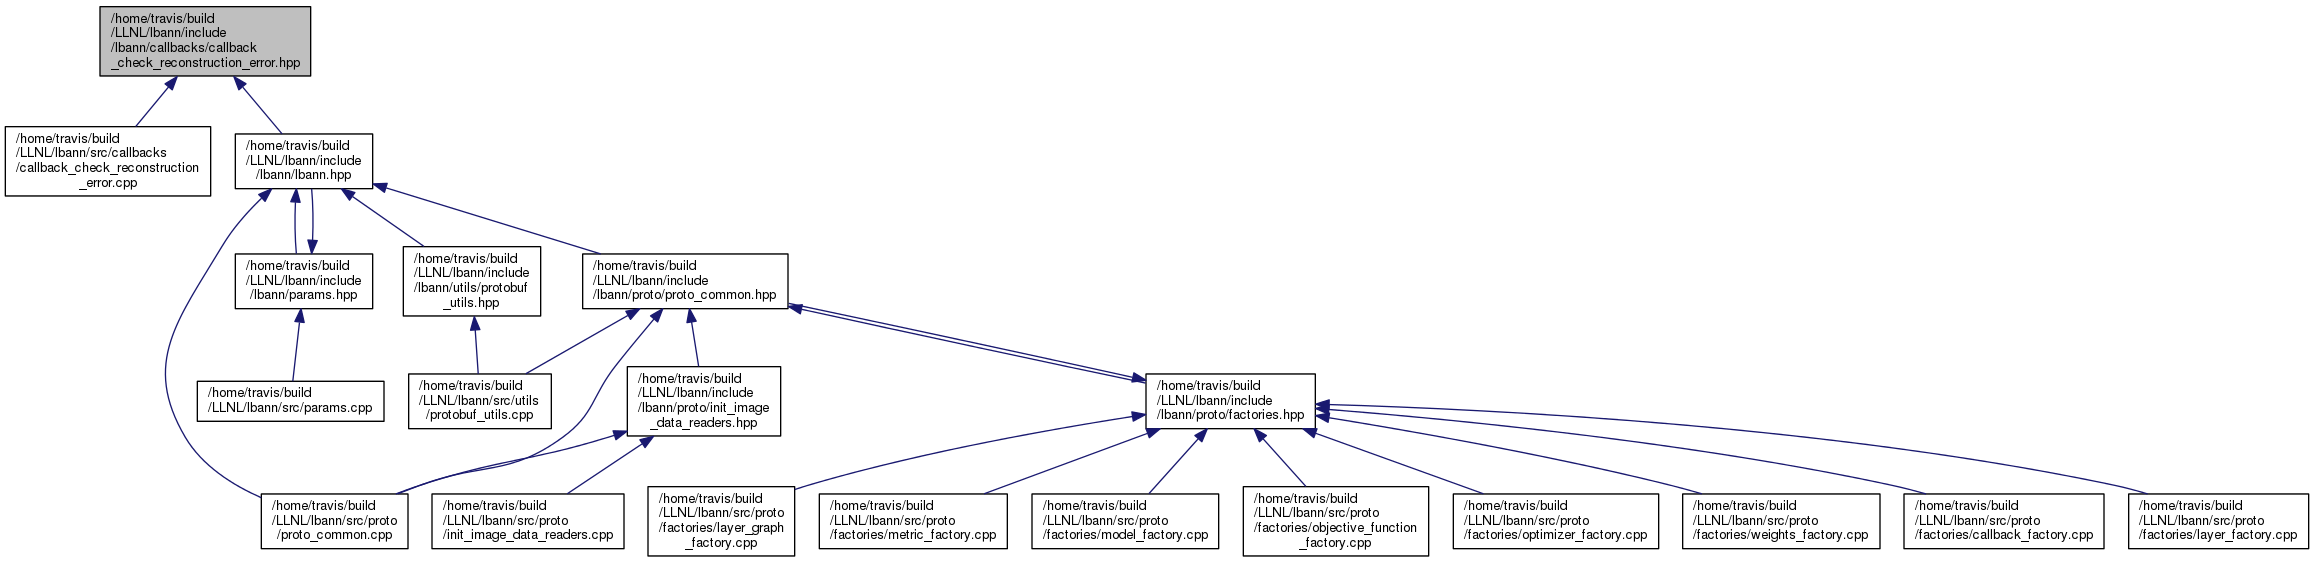 /home/travis/build
/LLNL/lbann/include
/lbann/callbacks/callback
_check_reconstruction_error.hpp
/home/travis/build
/LLNL/lbann/src/callbacks
/callback_check_reconstruction
_error.cpp
/home/travis/build
/LLNL/lbann/include
/lbann/lbann.hpp
/home/travis/build
/LLNL/lbann/include
/lbann/params.hpp
/home/travis/build
/LLNL/lbann/include
/lbann/utils/protobuf
_utils.hpp
/home/travis/build
/LLNL/lbann/include
/lbann/proto/proto_common.hpp
/home/travis/build
/LLNL/lbann/src/params.cpp
/home/travis/build
/LLNL/lbann/src/utils
/protobuf_utils.cpp
/home/travis/build
/LLNL/lbann/include
/lbann/proto/init_image
_data_readers.hpp
/home/travis/build
/LLNL/lbann/include
/lbann/proto/factories.hpp
/home/travis/build
/LLNL/lbann/src/proto
/proto_common.cpp
/home/travis/build
/LLNL/lbann/src/proto
/init_image_data_readers.cpp
/home/travis/build
/LLNL/lbann/src/proto
/factories/layer_graph
_factory.cpp
/home/travis/build
/LLNL/lbann/src/proto
/factories/metric_factory.cpp
/home/travis/build
/LLNL/lbann/src/proto
/factories/model_factory.cpp
/home/travis/build
/LLNL/lbann/src/proto
/factories/objective_function
_factory.cpp
/home/travis/build
/LLNL/lbann/src/proto
/factories/optimizer_factory.cpp
/home/travis/build
/LLNL/lbann/src/proto
/factories/weights_factory.cpp
/home/travis/build
/LLNL/lbann/src/proto
/factories/callback_factory.cpp
/home/travis/build
/LLNL/lbann/src/proto
/factories/layer_factory.cpp